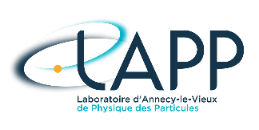 LAPP
Laboratoire d'Annecy-le-Vieux
de Physique des Particules